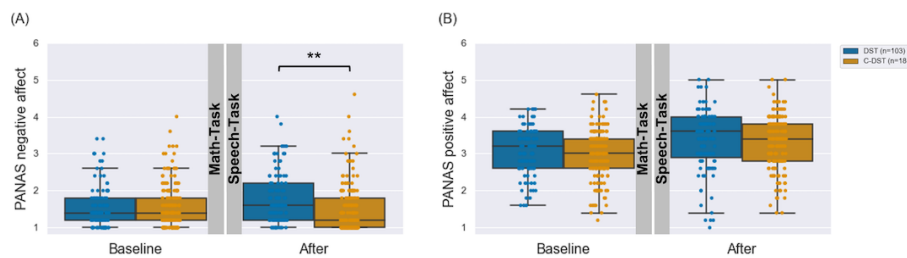 (A)
(B)
6
5
4
3
2
1
PANAS negative affect
Math-Task
Speech-Task
**
Baseline
After
6
5
4
3
2
1
PANAS positive affect
Math-Task
Speech-Task
Baseline
After
DST (n=103)
C-DST (n=18